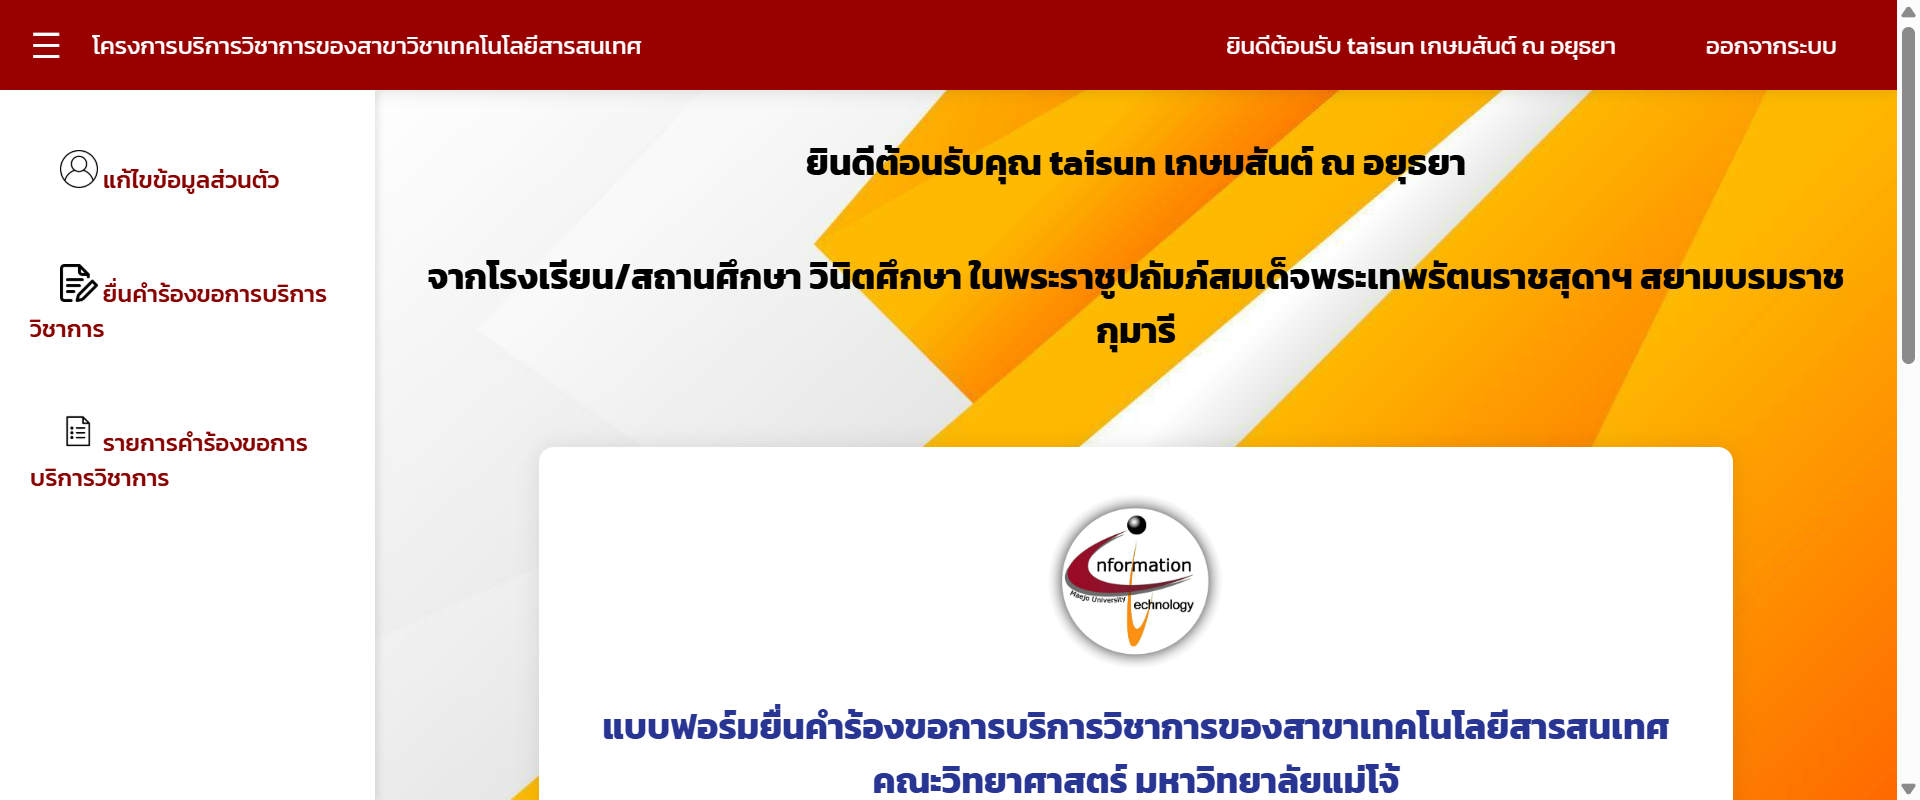 โครงการบริการวิชาการของสาขาวิชาเทคโนโลยีสารสนเทศ
ยินดีต้อนรับ taisun เกษมสันต์ ณ อยุธยา
ออกจากระบบ
แก้ไขข้อมูลส่วนตัว
ยื่นคำร้องขอการบริการ
วิชาการ
รายการคำร้องขอการ
บริการวิชาการ
ยินดีต้อนรับคุณ taisun เกษมสันต์ ณ อยุธยา
จากโรงเรียน/สถานศึกษา วินิตศึกษา ในพระราชูปถัมภ์สมเด็จพระเทพรัตนราชสุดาฯ สยามบรมราช
กุมารี
nformation
Maejo University
echnology
แบบฟอร์มยื่นคำร้องขอการบริการวิชาการของสาขาเทคโนโลยีสารสนเทศ
คณะวิทยาศาสตร์ มหาวิทยาลัยแม่โจ้